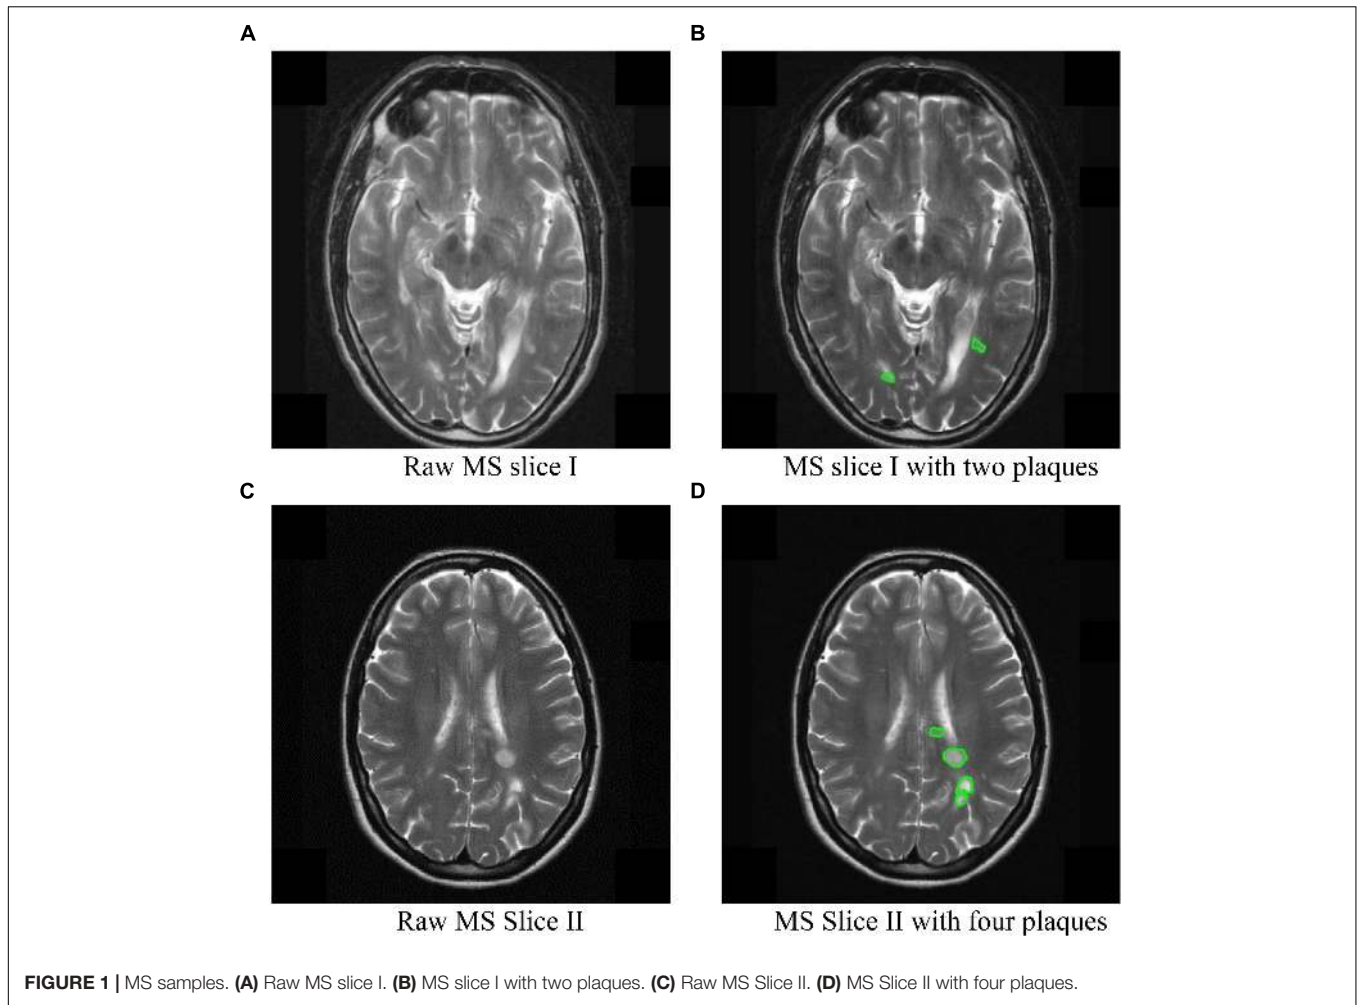 A
B
Raw MS slice I
MS slice I with two plaques
C
D
Raw MS Slice II
MS Slice II with four plaques
FIGURE 1 | MS samples. (A) Raw MS slice I. (B) MS slice I with two plaques. (C) Raw MS Slice II. (D) MS Slice II with four plaques.